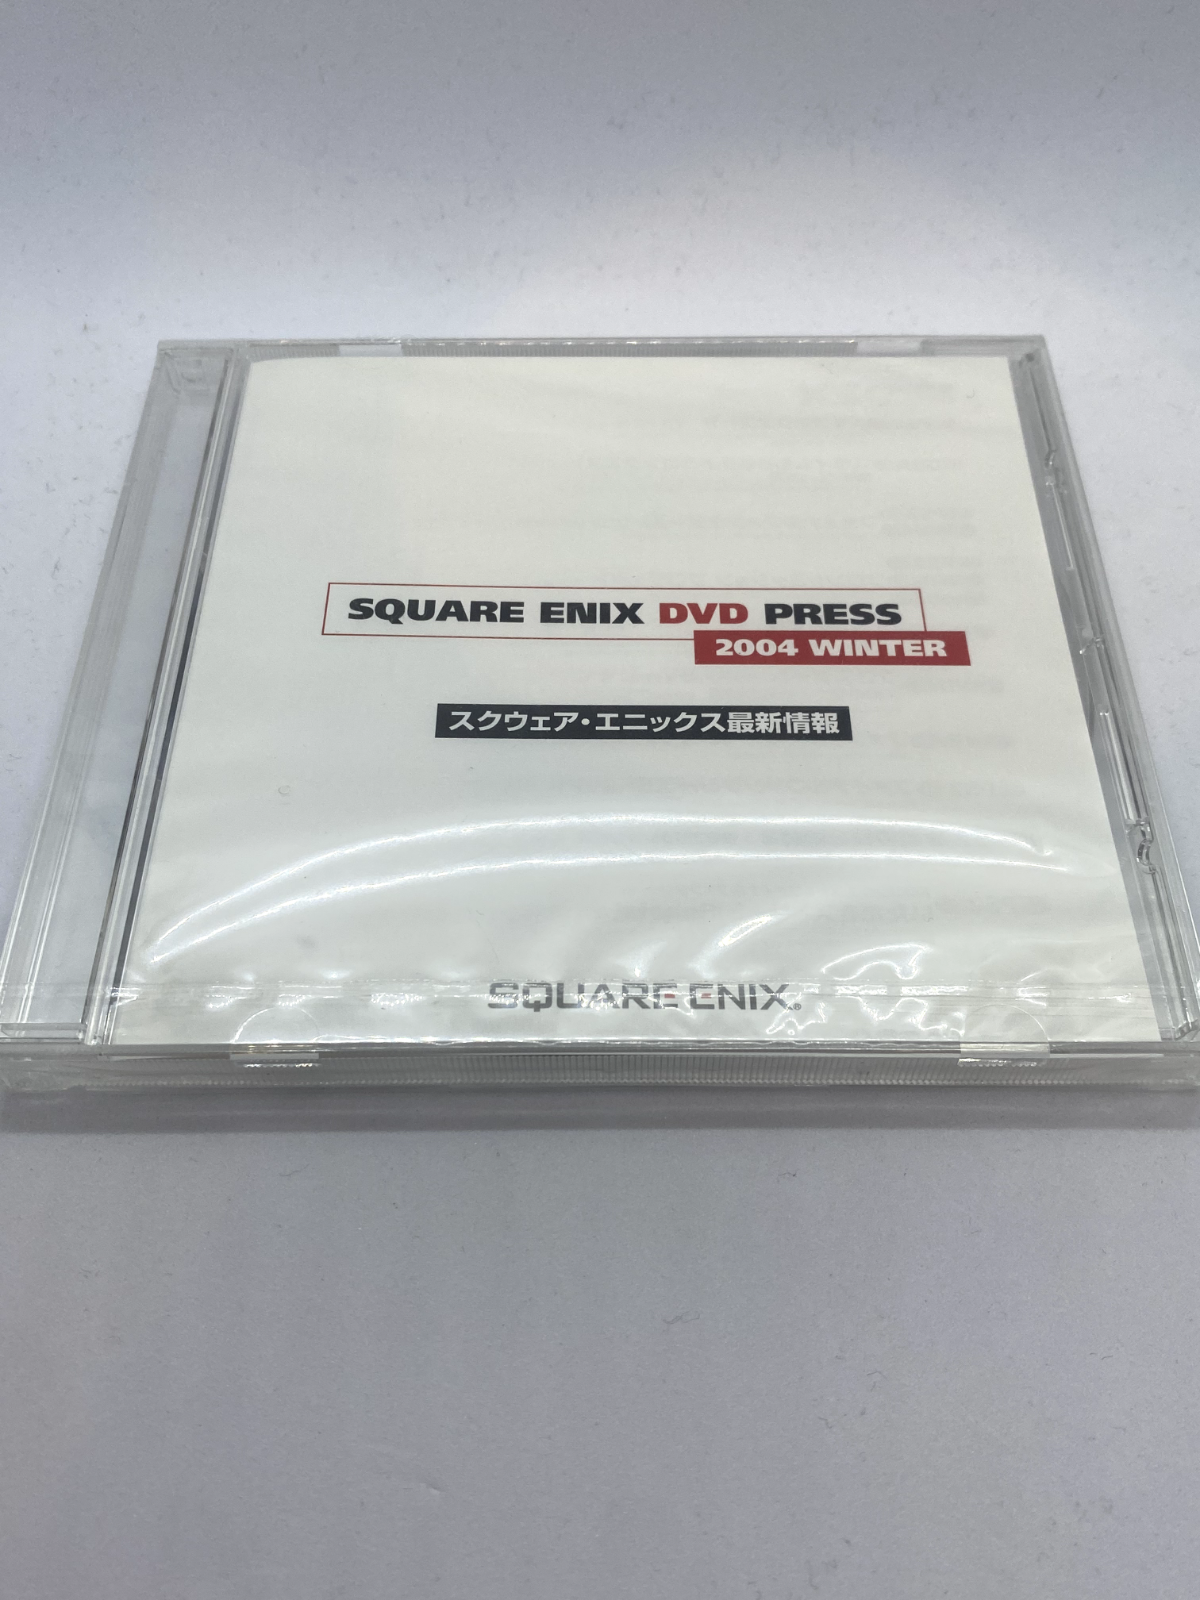 SQUARE ENIX DVD PRESS
2004 WINTER
スクウェア・エニックス最新情報
SQUARE ENIX®